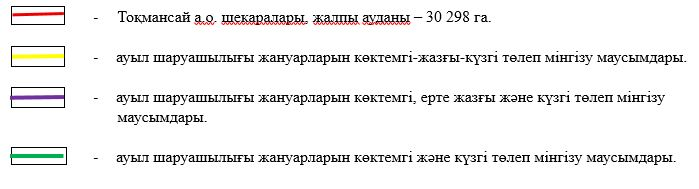 - Тоқмансай а.о. шекаралары, жалпы ауданы – 30 298 га.
- ауыл шаруашылығы жануарларын көктемгі-жазғы-күзгі төлеп мінгізу маусымдары.
- ауыл шаруашылығы жануарларын көктемгі, ерте жазғы және күзгі төлеп мінгізу
маусымдары.
- ауыл шаруашылығы жануарларын көктемгі және күзгі төлеп мінгізу маусымдары.